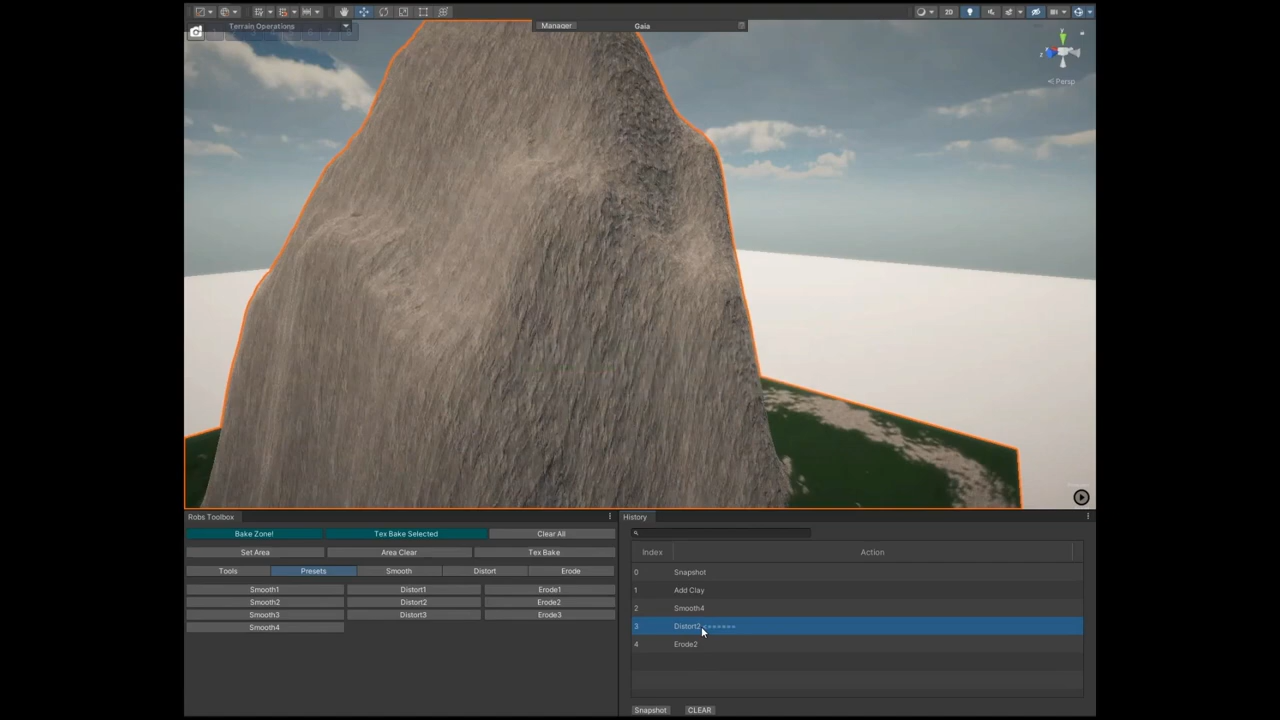 2D
Terrain Operations
Manager
Gaia
y
z
Persp
Robs Toolbox
History
Bake Zone!
Tex Bake Selected
Clear All
Set Area
Area Clear
Tex Bake
Tools
Presets
Smooth
Distort
Erode
Smooth1
Distort1
Erode1
Smooth2
Distort2
Erode2
Smooth3
Distort3
Erode3
Smooth4
Index
Action
0
Snapshot
1
Add Clay
2
Smooth4
3
Distort2 <======
4
Erode2
Snapshot
CLEAR